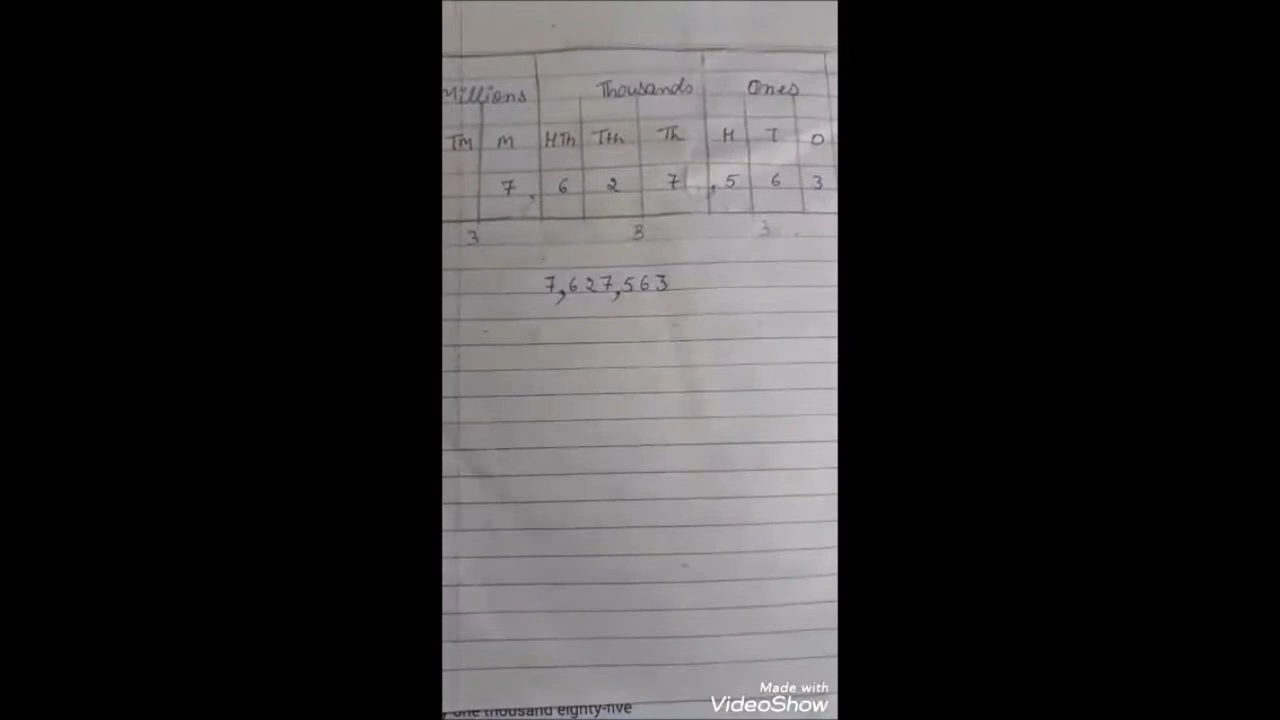 Millions Thousands Ones
TM M HTh TTh Th H T O
7, 6 2 7, 5 6 3
3 3 3
7,627,563
one thousand eighty-five
Made with
VideoShow